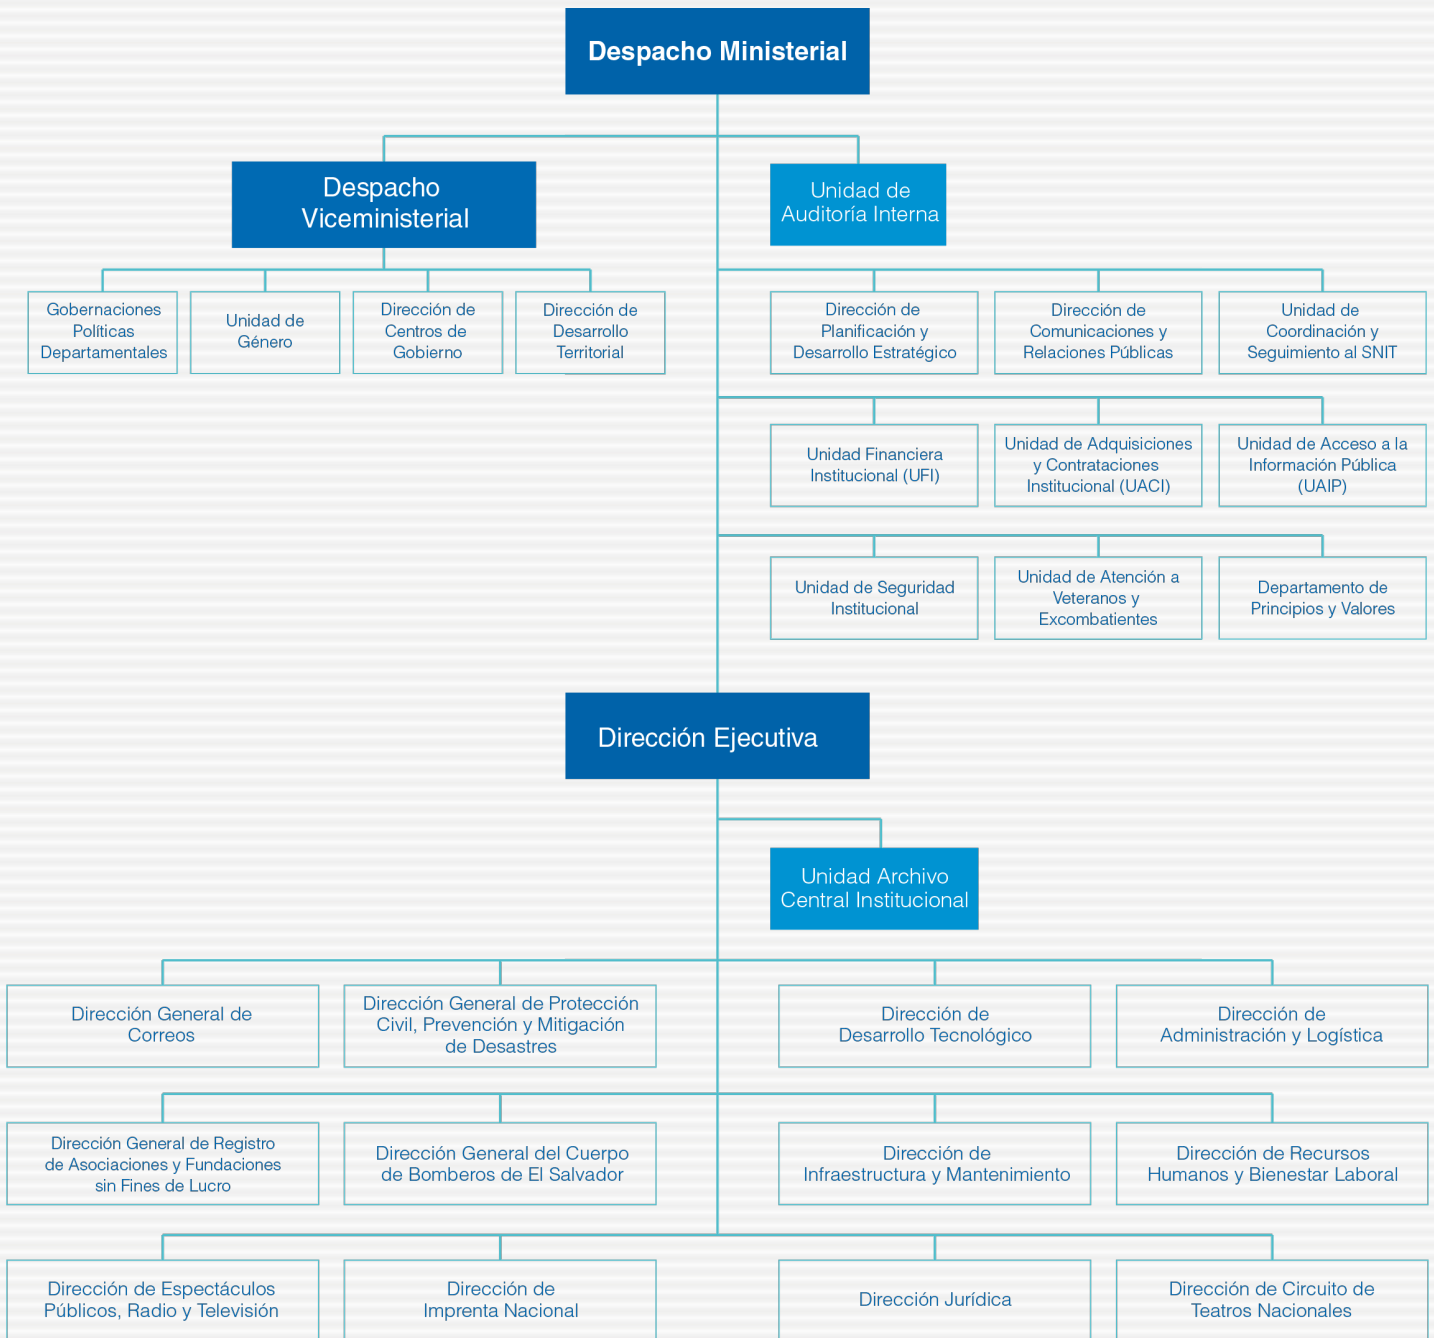 Despacho Ministerial
Despacho
Viceministerial
Unidad de
Auditoría Interna
Gobernaciones
Políticas
Departamentales
Unidad de
Género
Dirección de
Centros de
Gobierno
Dirección de
Desarrollo
Territorial
Dirección de
Planificación y
Desarrollo Estratégico
Dirección de
Comunicaciones y
Relaciones Públicas
Unidad de
Coordinación y
Seguimiento al SNIT
Unidad Financiera
Institucional (UFI)
Unidad de Adquisiciones
y Contrataciones
Institucional (UACI)
Unidad de Acceso a la
Información Pública
(UAIP)
Unidad de Seguridad
Institucional
Unidad de Atención a
Veteranos y
Excombatientes
Departamento de
Principios y Valores
Dirección Ejecutiva
Unidad Archivo
Central Institucional
Dirección General de
Correos
Dirección General de Protección
Civil, Prevención y Mitigación
de Desastres
Dirección de
Desarrollo Tecnológico
Dirección de
Administración y Logística
Dirección General de Registro
de Asociaciones y Fundaciones
sin Fines de Lucro
Dirección General del Cuerpo
de Bomberos de El Salvador
Dirección de
Infraestructura y Mantenimiento
Dirección de Recursos
Humanos y Bienestar Laboral
Dirección de Espectáculos
Públicos, Radio y Televisión
Dirección de
Imprenta Nacional
Dirección Jurídica
Dirección de Circuito de
Teatros Nacionales